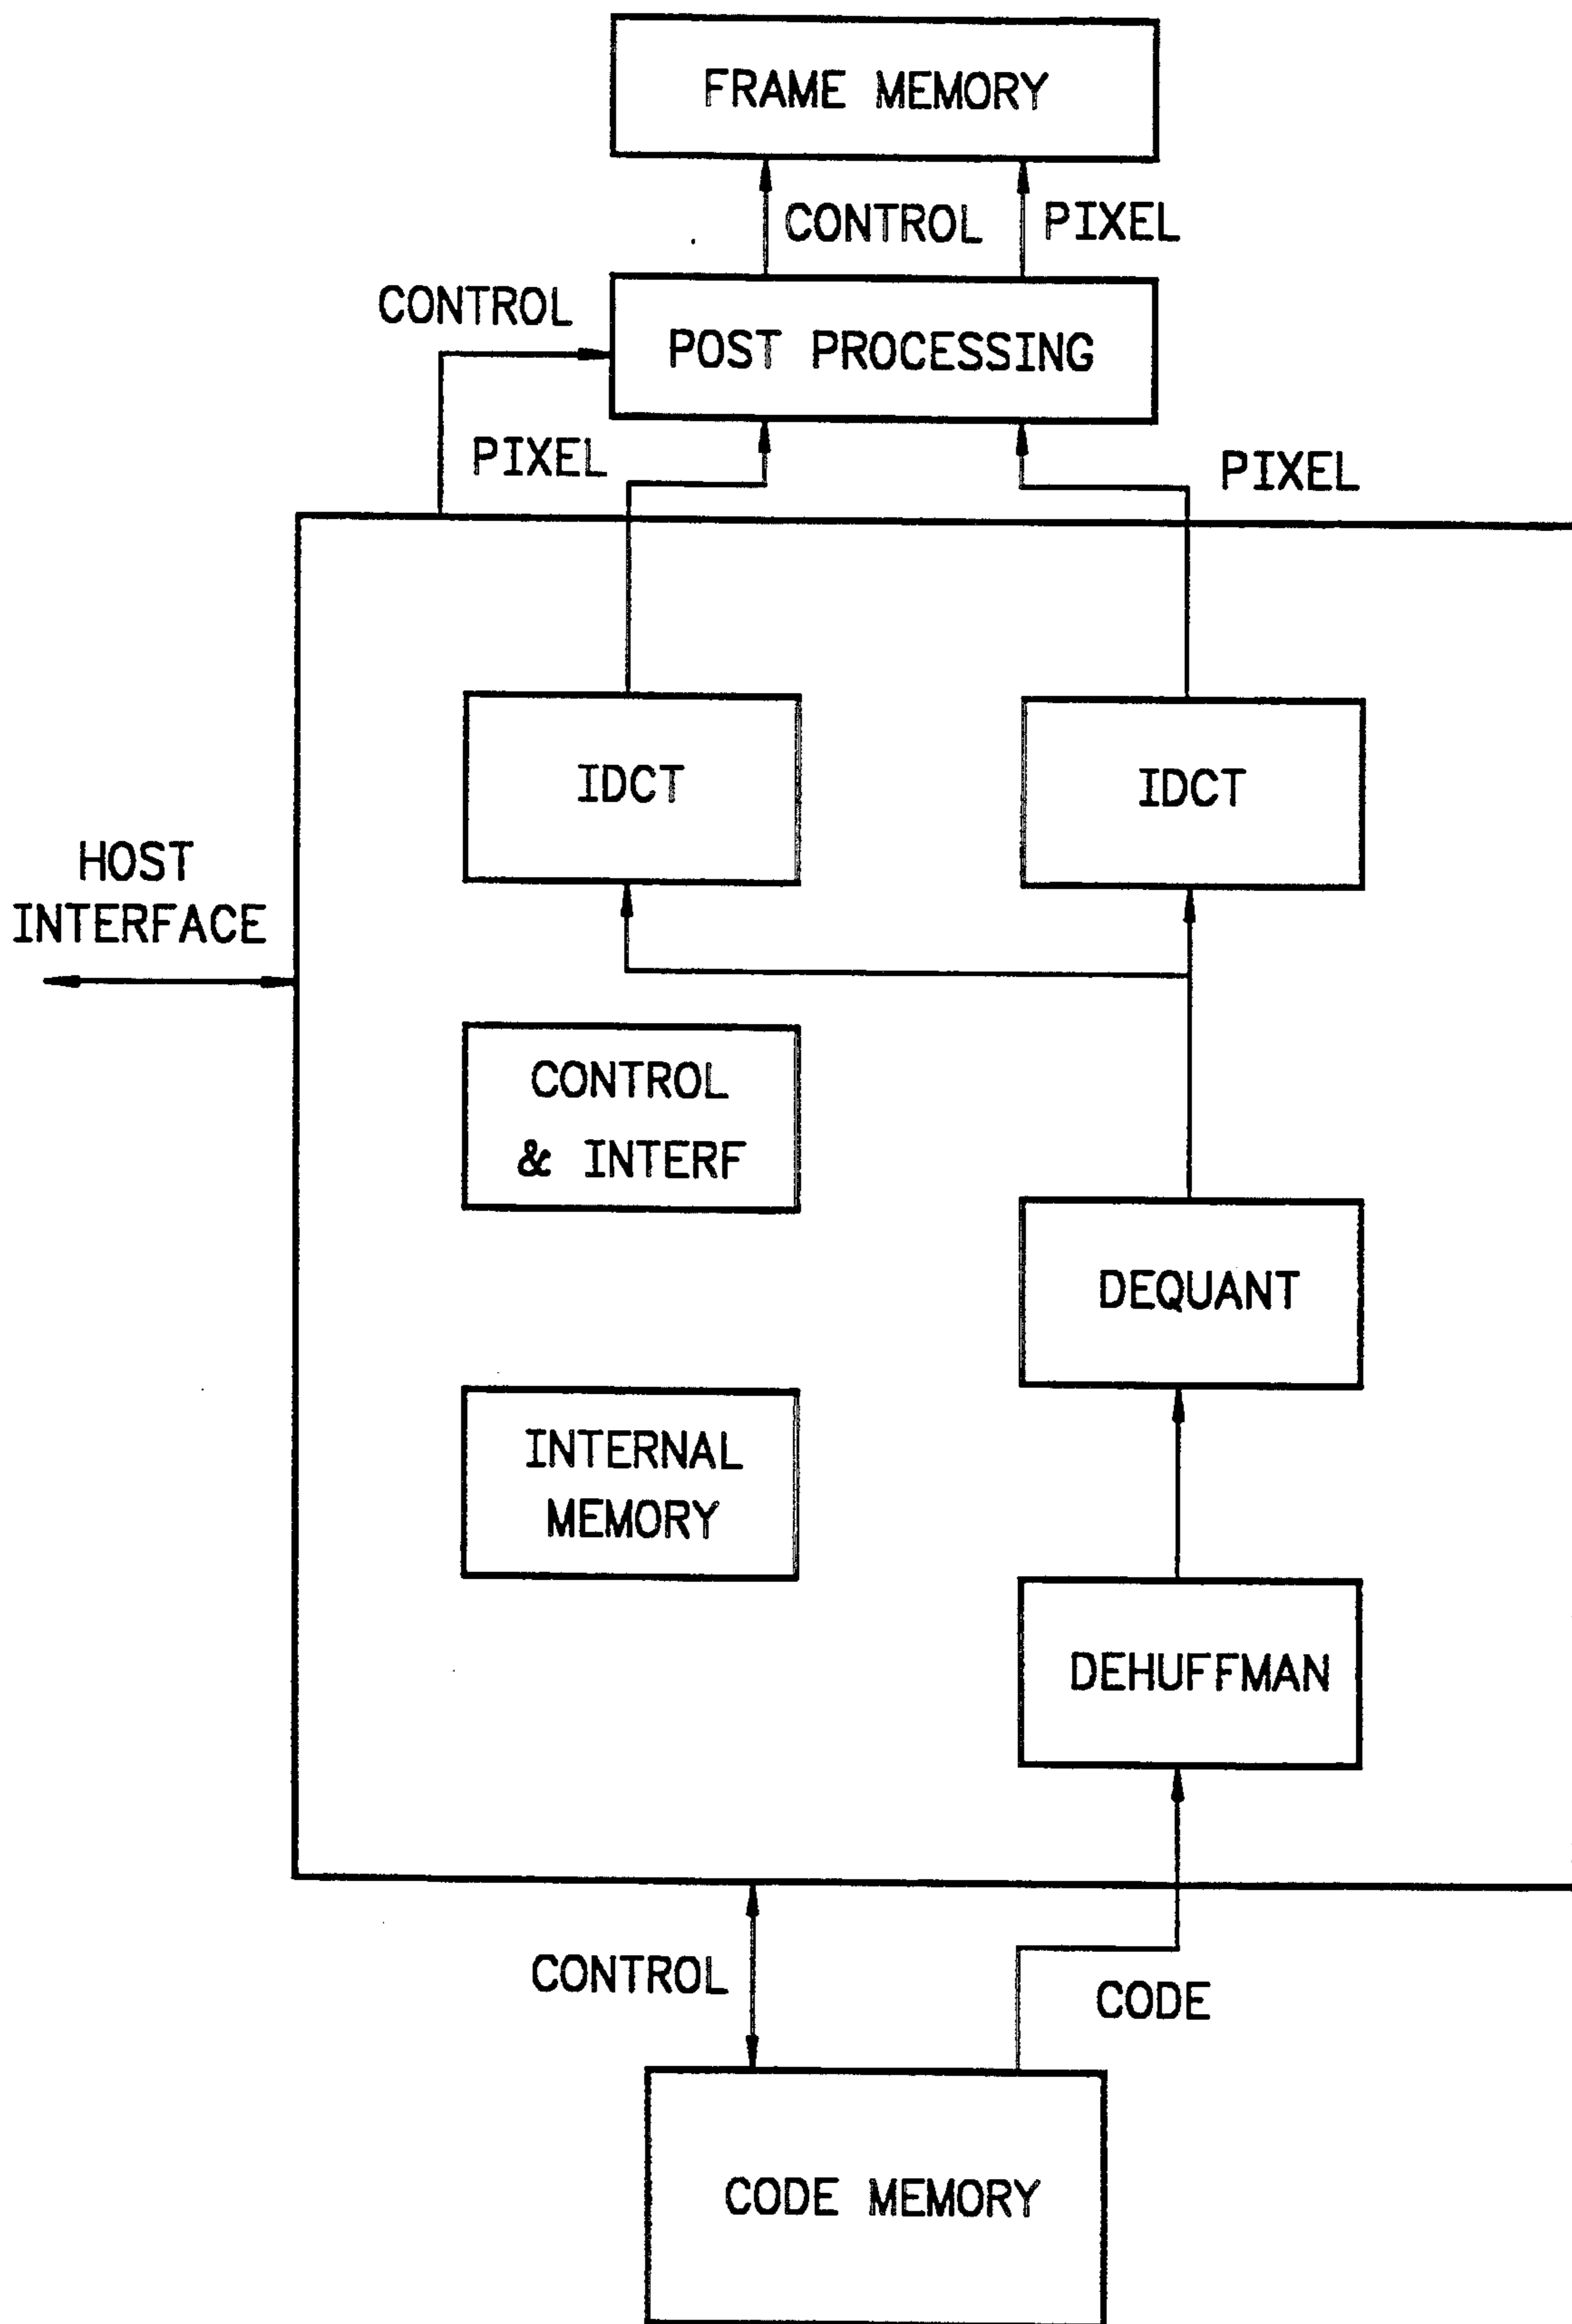 FRAME MEMORY
CONTROL PIXEL
CONTROL
POST PROCESSING
PIXEL
PIXEL
IDCT
IDCT
HOST
INTERFACE
CONTROL
& INTERF
DEQUANT
INTERNAL
MEMORY
DEHUFFMAN
CONTROL
CODE
CODE MEMORY